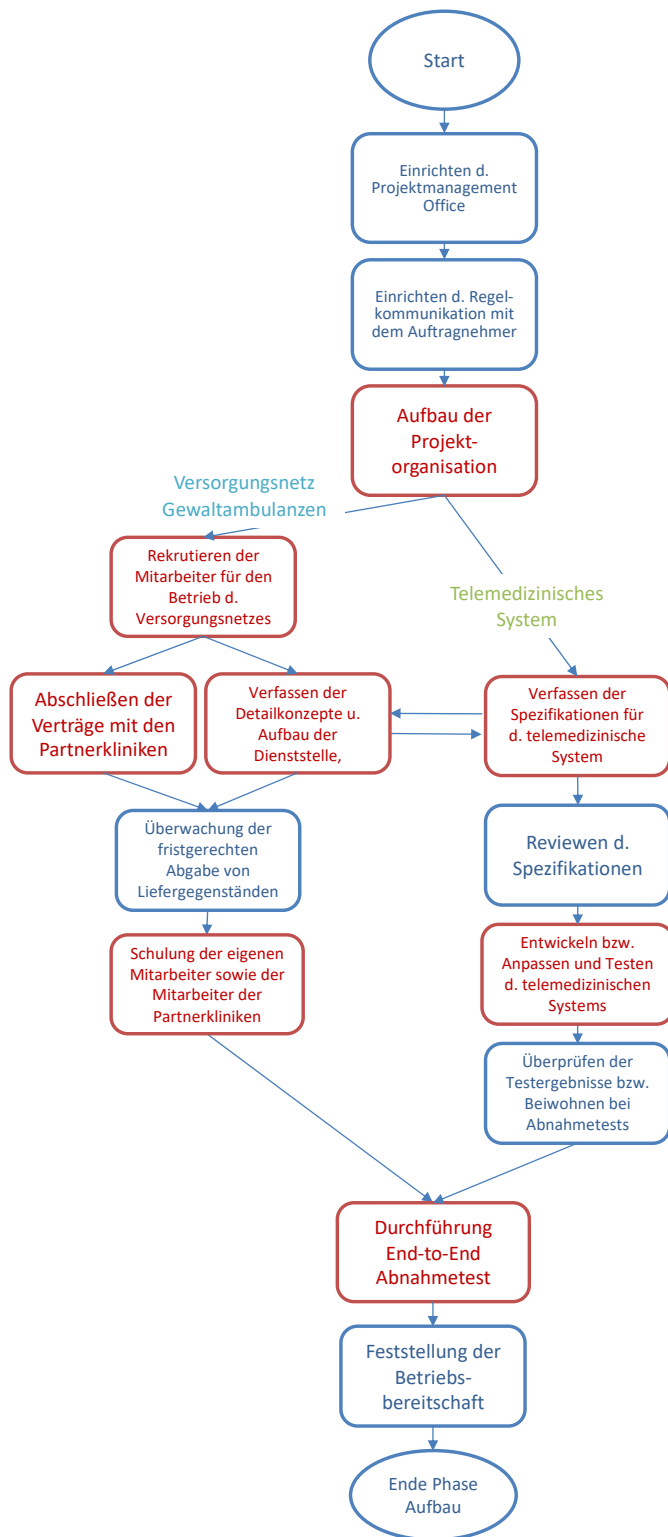 Start
Einrichten d.
Projektmanagement
Office
Einrichten d. Regel-
kommunikation mit
dem Auftragnehmer
Aufbau der
Projekt-
organisation
Versorgungsnetz
Gewaltambulanzen
Rekrutieren der
Mitarbeiter für den
Betrieb d.
Versorgungsnetzes
Telemedizinisches
System
Abschließen der
Verträge mit den
Partnerkliniken
Verfassen der
Detailkonzepte u.
Aufbau der
Dienststelle,
Verfassen der
Spezifikationen für
d. telemedizinische
System
Überwachung der
fristgerechten
Abgabe von
Liefergegenständen
Reviewen d.
Spezifikationen
Schulung der eigenen
Mitarbeiter sowie der
Mitarbeiter der
Partnerkliniken
Entwickeln bzw.
Anpassen und Testen
d. telemedizinischen
Systems
Überprüfen der
Testergebnisse bzw.
Beiwohnen bei
Abnahmetests
Durchführung
End-to-End
Abnahmetest
Feststellung der
Betriebs-
bereitschaft
Ende Phase
Aufbau